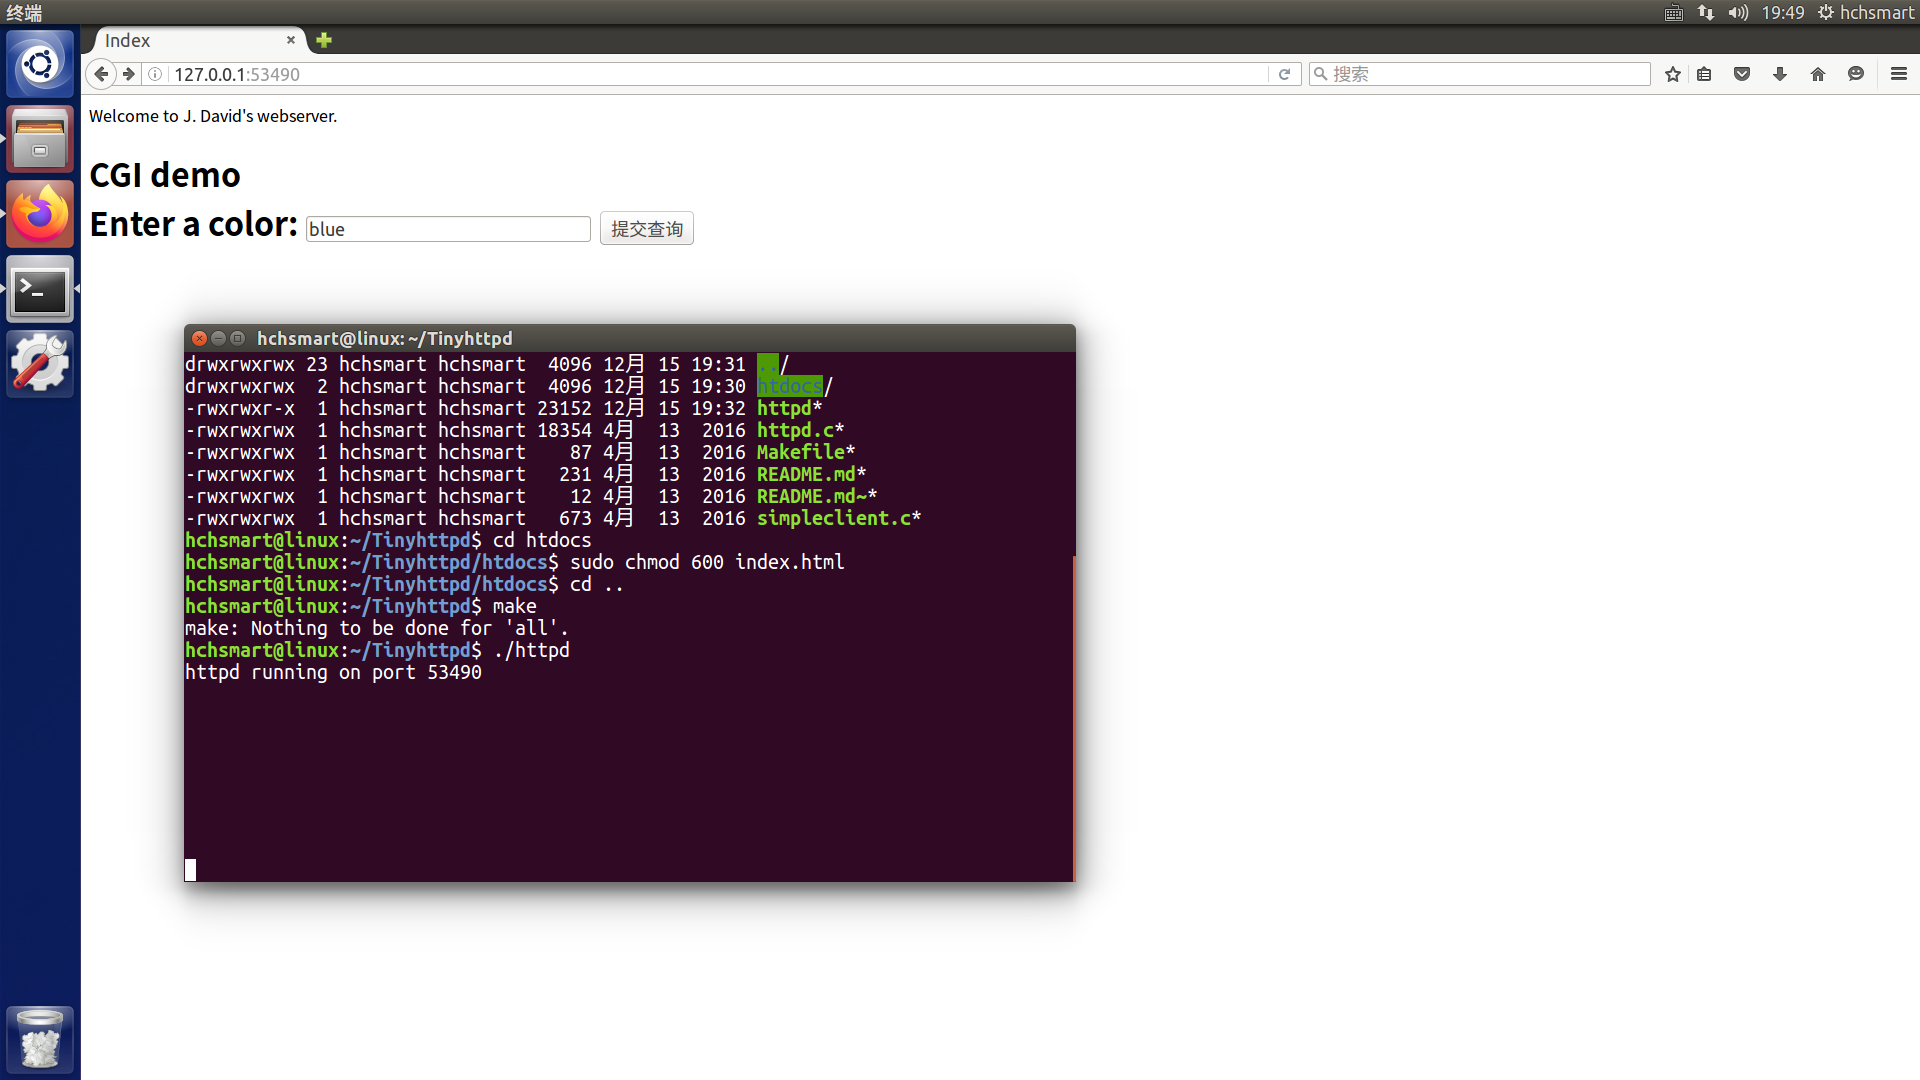 终端
19:49
hchsmart
Index
127.0.0.1:53490
搜索
Welcome to J. David's webserver.
CGI demo
Enter a color: blue 提交查询
hchsmart@linux: ~/Tinyhttpd
drwxrwxrwx 23 hchsmart hchsmart  4096 12月 15 19:31 ../
drwxrwxrwx  2 hchsmart hchsmart  4096 12月 15 19:30 htdocs/
-rwxrwxr-x  1 hchsmart hchsmart 23152 12月 15 19:32 httpd*
-rwxrwxrwx  1 hchsmart hchsmart 18354 4月  13  2016 httpd.c*
-rwxrwxrwx  1 hchsmart hchsmart    87 4月  13  2016 Makefile*
-rwxrwxrwx  1 hchsmart hchsmart   231 4月  13  2016 README.md*
-rwxrwxrwx  1 hchsmart hchsmart    12 4月  13  2016 README.md~*
-rwxrwxrwx  1 hchsmart hchsmart   673 4月  13  2016 simpleclient.c*
hchsmart@linux:~/Tinyhttpd$ cd htdocs
hchsmart@linux:~/Tinyhttpd/htdocs$ sudo chmod 600 index.html
hchsmart@linux:~/Tinyhttpd/htdocs$ cd ..
hchsmart@linux:~/Tinyhttpd$ make
make: Nothing to be done for 'all'.
hchsmart@linux:~/Tinyhttpd$ ./httpd
httpd running on port 53490